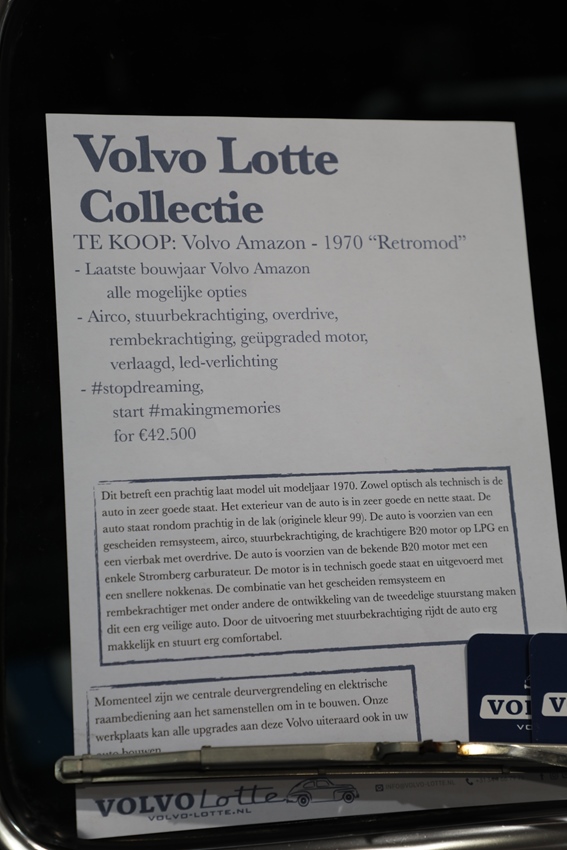 Volvo Lotte
Collectie
TE KOOP: Volvo Amazon - 1970 “Retromod”
- Laatste bouwjaar Volvo Amazon
alle mogelijke opties
- Airco, stuurbekrachtiging, overdrive,
rembekrachtiging, geüpgraded motor,
verlaagd, led-verlichting
- #stopdreaming,
start #makingmemories
for €42.500
Dit betreft een prachtig laat model uit modeljaar 1970. Zowel optisch als technisch is de
auto in zeer goede staat. Het exterieur van de auto is in zeer goede en nette staat. De
auto staat rondom prachtig in de lak (originele kleur 99). De auto is voorzien van een
gescheiden remsysteem, airco, stuurbekrachtiging, de krachtigere B20 motor op LPG en
een vierbak met overdrive. De auto is voorzien van de bekende B20 motor met een
enkele Stromberg carburateur. De motor is in technisch goede staat en uitgevoerd met
een snellere nokkenas. De combinatie van het gescheiden remsysteem en
rembekrachtiger met onder andere de ontwikkeling van de tweedelige stuurstang maken
dit een erg veilige auto. Door de uitvoering met stuurbekrachtiging rijdt de auto erg
makkelijk en stuurt erg comfortabel.
Momenteel zijn we centrale deurvergrendeling en elektrische
raambediening aan het samenstellen om in te bouwen. Onze
werkplaats kan alle upgrades aan deze Volvo uiteraard ook in uw
auto bouwen.
VOL V
VO
VOLVO Lotte
VOLVO-LOTTE.NL